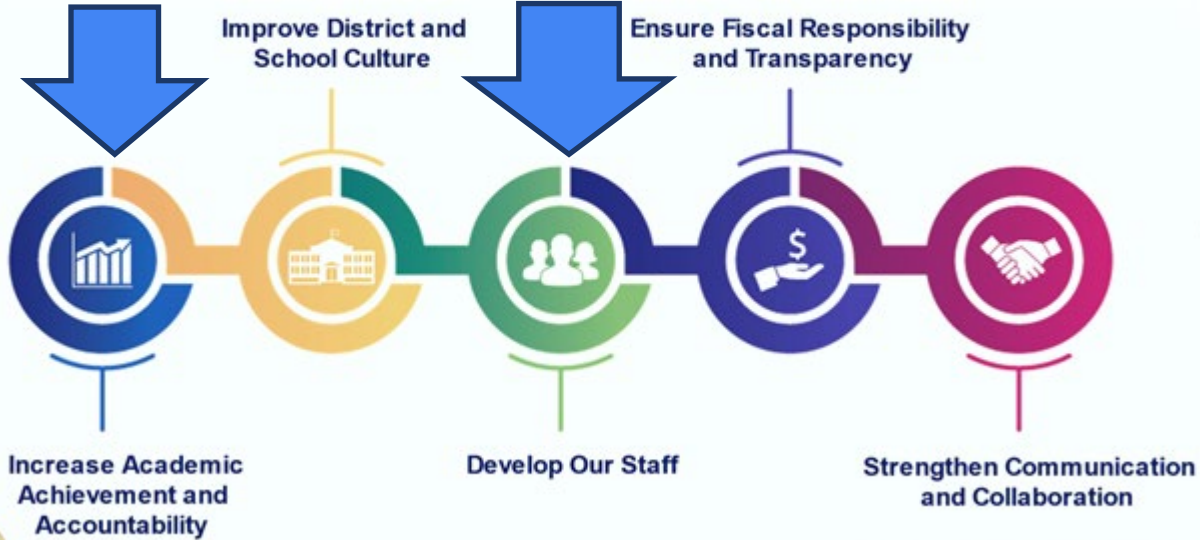 Improve District and
School Culture
Ensure Fiscal Responsibility
and Transparency
$
Increase Academic
Achievement and
Accountability
Develop Our Staff
Strengthen Communication
and Collaboration